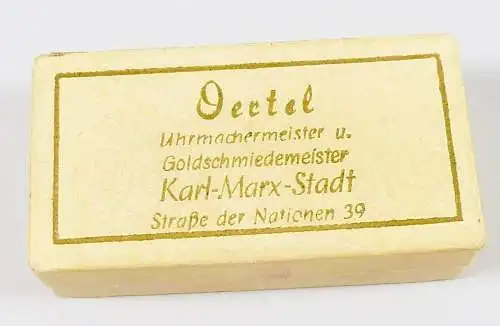 Oertel
Uhrmachermeister u.
Goldschmiedemeister
Karl-Marx-Stadt
Straße der Nationen 39